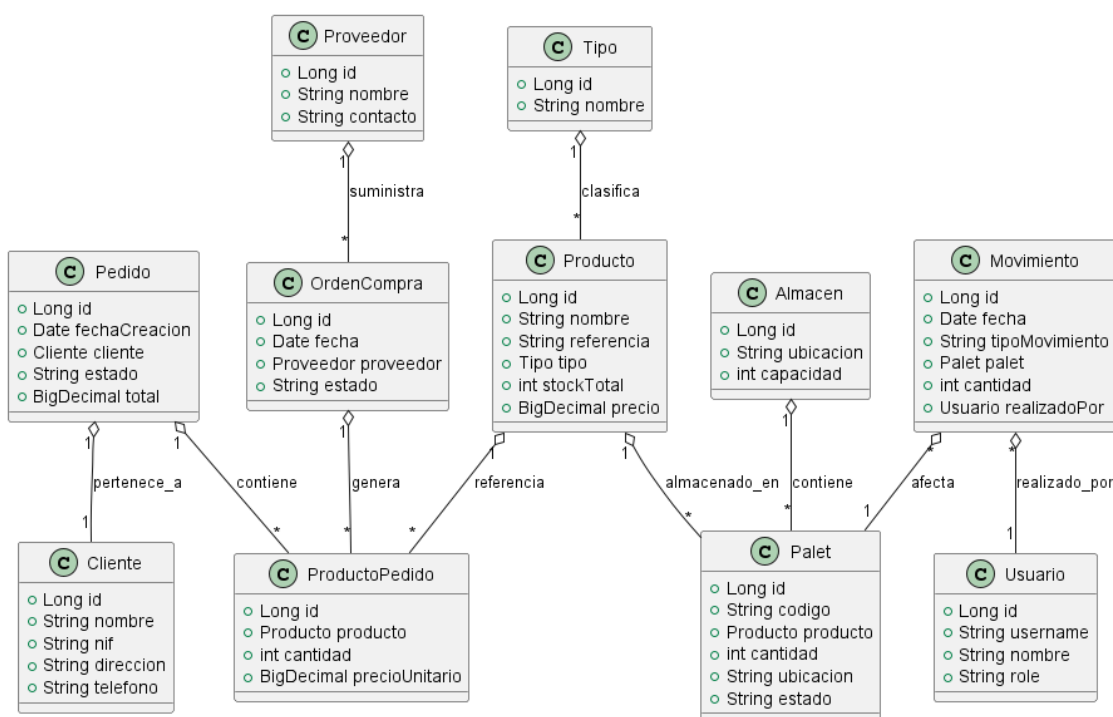 C Proveedor
Long id
String nombre
String contacto
C Tipo
Long id
String nombre
1
suministra
*
1
clasifica
*
C Pedido
Long id
Date fechaCreacion
Cliente cliente
String estado
BigDecimal total
C OrdenCompra
Long id
Date fecha
Proveedor proveedor
String estado
C Producto
Long id
String nombre
String referencia
Tipo tipo
int stockTotal
BigDecimal precio
C Almacen
Long id
String ubicacion
int capacidad
C Movimiento
Long id
Date fecha
String tipoMovimiento
Palet palet
int cantidad
Usuario realizadoPor
1
pertenece_a
1
1
contiene
*
1
genera
*
1
referencia
*
1
almacenado_en
*
1
contiene
*
*
afecta
1
*
realizado_por
1
C Cliente
Long id
String nombre
String nif
String direccion
String telefono
C ProductoPedido
Long id
Producto producto
int cantidad
BigDecimal precioUnitario
C Palet
Long id
String codigo
Producto producto
int cantidad
String ubicacion
String estado
C Usuario
Long id
String username
String nombre
String role